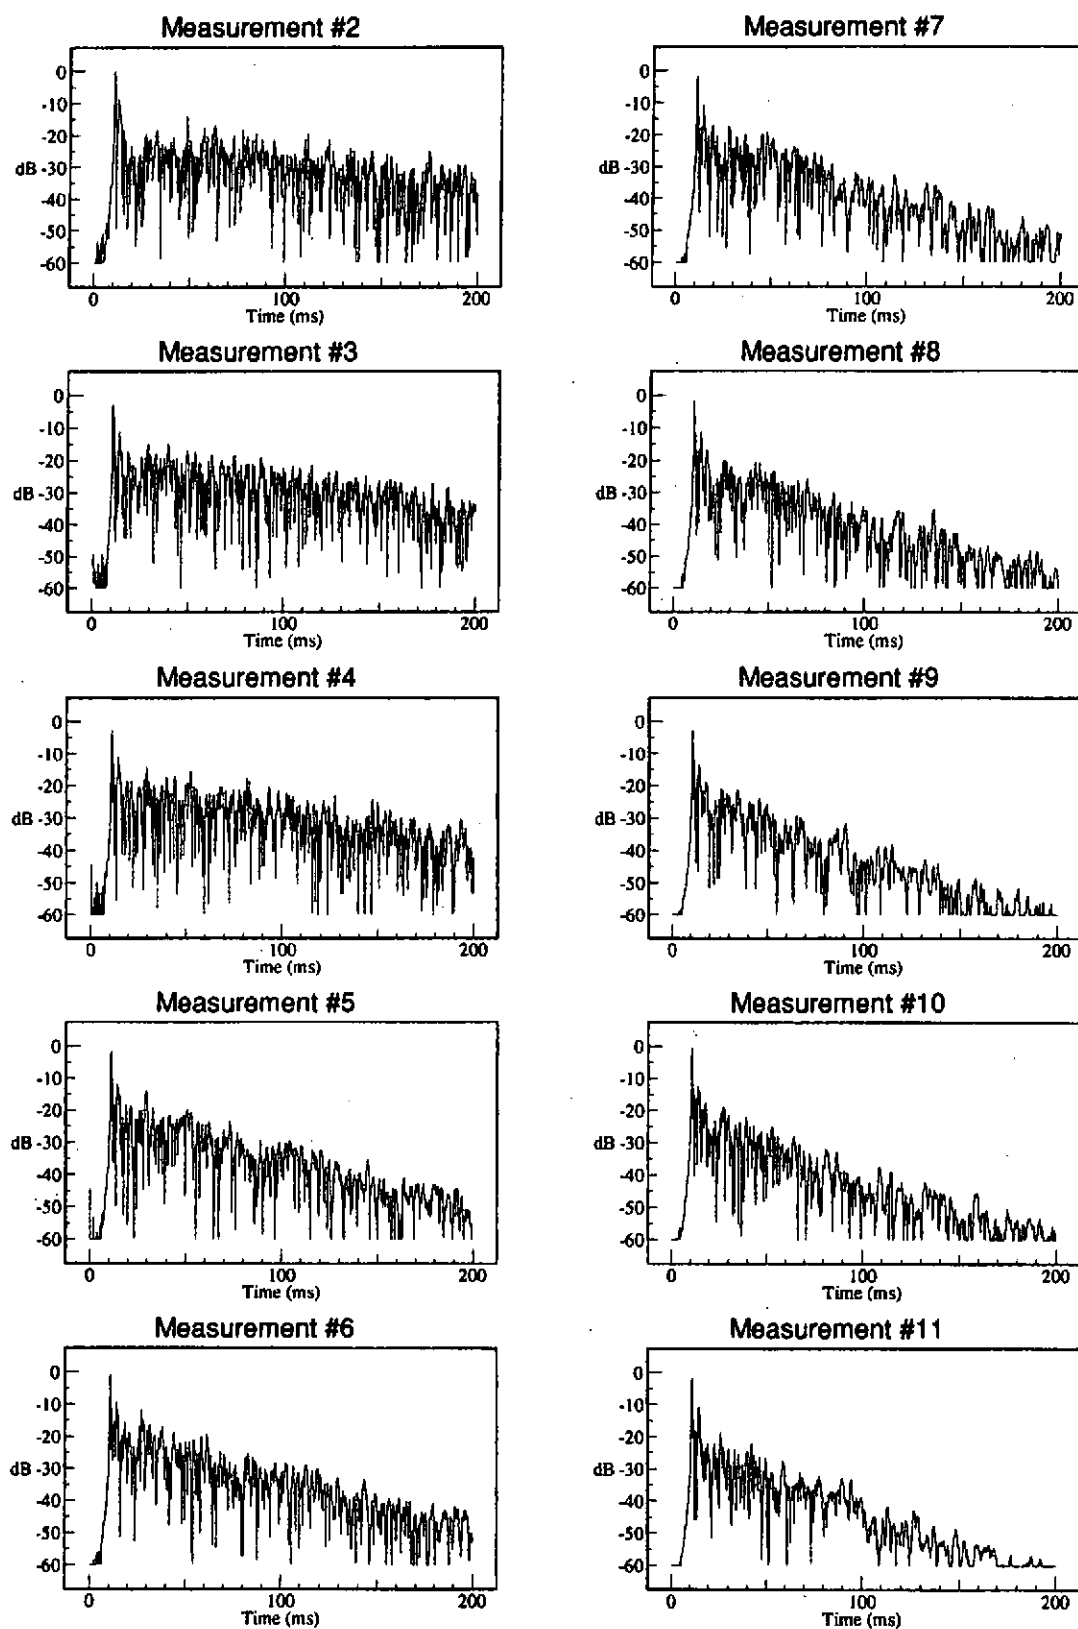 Measurement #2
0
-10
-20
dB -30
-40
-50
-60
0 100 200
Time (ms)
Measurement #3
0
-10
-20
dB -30
-40
-50
-60
0 100 200
Time (ms)
Measurement #4
0
-10
-20
dB -30
-40
-50
-60
0 100 200
Time (ms)
Measurement #5
0
-10
-20
dB -30
-40
-50
-60
0 100 200
Time (ms)
Measurement #6
0
-10
-20
dB -30
-40
-50
-60
0 100 200
Time (ms)
Measurement #7
0
-10
-20
dB -30
-40
-50
-60
0 100 200
Time (ms)
Measurement #8
0
-10
-20
dB -30
-40
-50
-60
0 100 200
Time (ms)
Measurement #9
0
-10
-20
dB -30
-40
-50
-60
0 100 200
Time (ms)
Measurement #10
0
-10
-20
dB -30
-40
-50
-60
0 100 200
Time (ms)
Measurement #11
0
-10
-20
dB -30
-40
-50
-60
0 100 200
Time (ms)